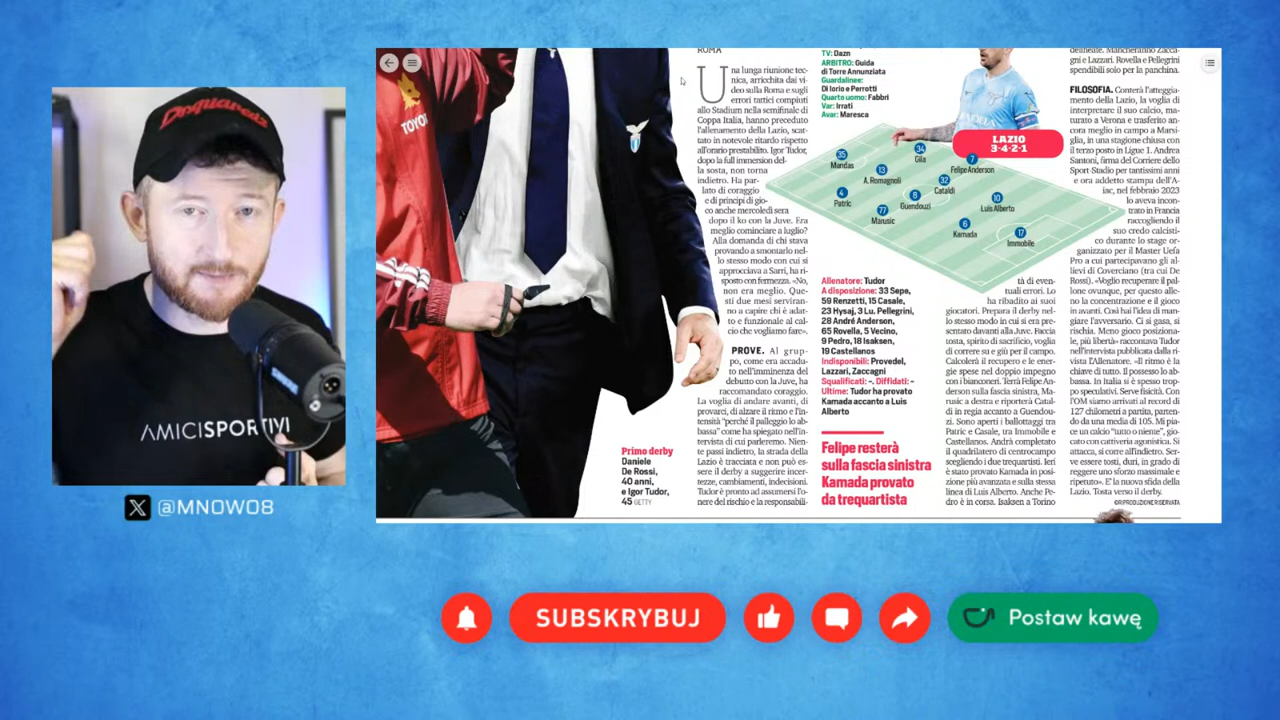 Dsquared2
AMICISPORTIVI
@MNOWO8
TOYOT
ROMA
Una lunga riunione tec-
nica, arricchita dai vi-
deo sulla Roma e sugli
errori tattici compiuti
allo Stadium nella semifinale di
Coppa Italia, hanno preceduto
l'allenamento della Lazio, scat-
tato in notevole ritardo rispetto
all'orario prestabilito. Igor Tudor,
dopo la full immersion del-
la sosta, non torna
indietro. Ha par-
lato di coraggio
e di principi di gio-
co anche mercoledì sera
dopo il ko con la Juve. Era
meglio cominciare a luglio?
Alla domanda di chi stava
provando a smontarlo nel-
lo stesso modo con cui si
approcciava a Sarri, ha ri-
sposto con fermezza. «No,
non era meglio. Que-
sti due mesi serviran-
no a capire chi è adat-
to e funzionale al cal-
cio che vogliamo fare».
PROVE. Al grup-
po, come era accadu-
to nell'imminenza del
debutto con la Juve, ha
raccomandato coraggio.
La voglia di andare avanti, di
provarci, di alzare il ritmo e l'in-
tensità "perché il palleggio lo ab-
bassa" come ha spiegato nell'in-
tervista di cui parleremo. Nien-
te passi indietro, la strada della
Lazio è tracciata e non può es-
sere il derby a suggerire incer-
tezze, cambiamenti, indecisioni.
Tudor è pronto ad assumersi l'o-
nere del rischio e la responsabili-
Primo derby
Daniele
De Rossi,
40 anni,
e Igor Tudor,
45 GETTY
TV: Dazn
ARBITRO: Guida
di Torre Annunziata
Guardalinee:
Di Iorio e Perrotti
Quarto uomo: Fabbri
Var: Irrati
Avar: Maresca
LAZIO
3-4-2-1
35
Mandas
34
Gila
13
A. Romagnoli
4
Patric
7
Felipe Anderson
32
Cataldi
8
Guendouzi
77
Marusic
10
Luis Alberto
6
Kamada
17
Immobile
Allenatore: Tudor
A disposizione: 33 Sepe,
59 Renzetti, 15 Casale,
23 Hysaj, 3 Lu. Pellegrini,
28 André Anderson,
65 Rovella, 5 Vecino,
9 Pedro, 18 Isaksen,
19 Castellanos
Indisponibili: Provedel,
Lazzari, Zaccagni
Squalificati: -. Diffidati: -
Ultime: Tudor ha provato
Kamada accanto a Luis
Alberto
Felipe resterà
sulla fascia sinistra
Kamada provato
da trequartista
tà di even-
tuali errori. Lo
ha ribadito ai suoi
giocatori. Prepara il derby nel-
lo stesso modo in cui si era pre-
sentato davanti alla Juve. Faccia
tosta, spirito di sacrificio, voglia
di correre su e giù per il campo.
Calcolerà il recupero e le ener-
gie spese nel doppio impegno
con i bianconeri. Terrà Felipe An-
derson sulla fascia sinistra, Ma-
rusic a destra e riporterà Catal-
di in regia accanto a Guendou-
zi. Sono aperti i ballottaggi tra
Patric e Casale, tra Immobile e
Castellanos. Andrà completato
il quadrilatero di centrocampo
scegliendo i due trequartisti. Ieri
è stato provato Kamada in posi-
zione più avanzata e sulla stessa
linea di Luis Alberto. Anche Pe-
dro è in corsa. Isaksen a Torino
delineate. Mancheranno Zacca-
gni e Lazzari. Rovella e Pellegrini
spendibili solo per la panchina.
FILOSOFIA. Conterà l'atteggia-
mento della Lazio, la voglia di
interpretare il suo calcio, ma-
turato a Verona e trasferito an-
cora meglio in campo a Marsi-
glia, in una stagione chiusa con
il terzo posto in Ligue 1. Andrea
Santoni, firma del Corriere dello
Sport-Stadio per tantissimi anni
e ora addetto stampa dell'A-
iac, nel febbraio 2023
lo aveva incon-
trato in Francia
raccogliendo il
suo credo calcisti-
co durante lo stage or-
ganizzato per il Master Uefa
Pro a cui partecipavano gli al-
lievi di Coverciano (tra cui De
Rossi). «Voglio recuperare il pal-
lone ovunque, per questo alle-
no la concentrazione e il gioco
in avanti. Così hai l'idea di man-
giare l'avversario. Ci si gasa, si
rischia. Meno gioco posiziona-
le, più libertà» raccontava Tudor
nell'intervista pubblicata dalla ri-
vista L'Allenatore. «Il ritmo è la
chiave di tutto. Il possesso lo ab-
bassa. In Italia si è spesso trop-
po speculativi. Serve fisicità. Con
l'OM siamo arrivati al record di
127 chilometri a partita, parten-
do da una media di 105. Mi pia-
ce un calcio "tutto o niente", gio-
cato con cattiveria agonistica. Si
attacca, si corre all'indietro. Ser-
ve essere tosti, duri, in grado di
reggere uno sforzo massimale e
ripeterlo». E' la nuova sfida della
Lazio. Tosta verso il derby.
©RIPRODUZIONE RISERVATA
SUBSKRYBUJ
Postaw kawę